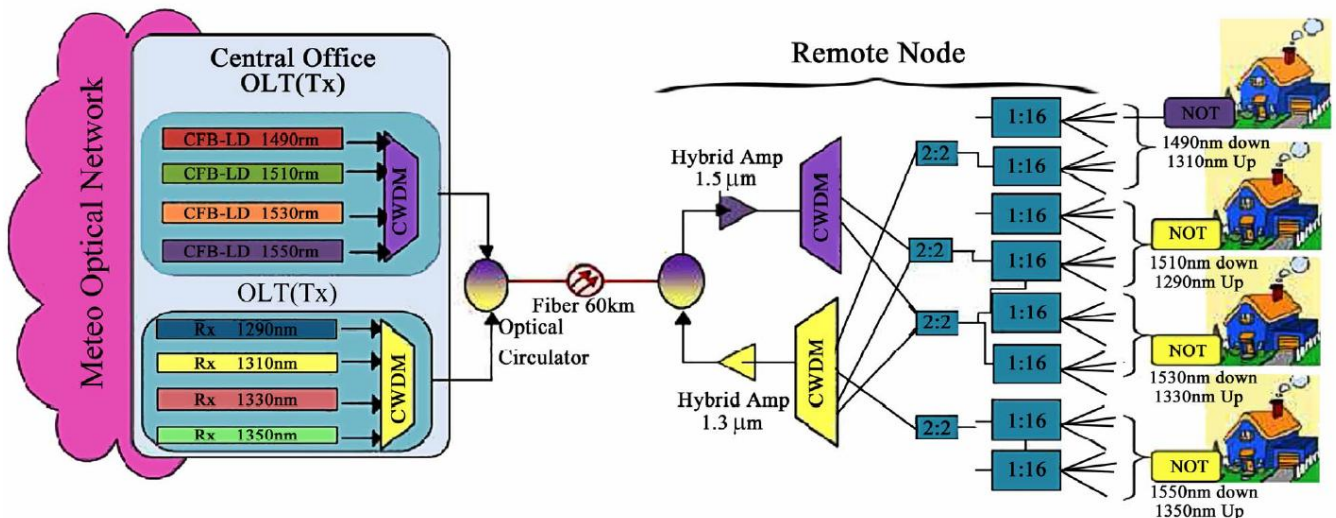 Meteo Optical Network
Central Office
OLT(Tx)
CFB-LD 1490rm
CFB-LD 1510rm
CFB-LD 1530rm
CFB-LD 1550rm
CWDM
OLT(Tx)
Rx 1290nm
Rx 1310nm
Rx 1330nm
Rx 1350nm
CWDM
Fiber 60km
Optical
Circulator
Remote Node
Hybrid Amp
1.5 μm
CWDM
Hybrid Amp
1.3 μm
CWDM
2:2
2:2
2:2
2:2
1:16
1:16
1:16
1:16
1:16
1:16
1:16
1:16
NOT
1490nm down
1310nm Up
NOT
1510nm down
1290nm Up
NOT
1530nm down
1330nm Up
NOT
1550nm down
1350nm Up